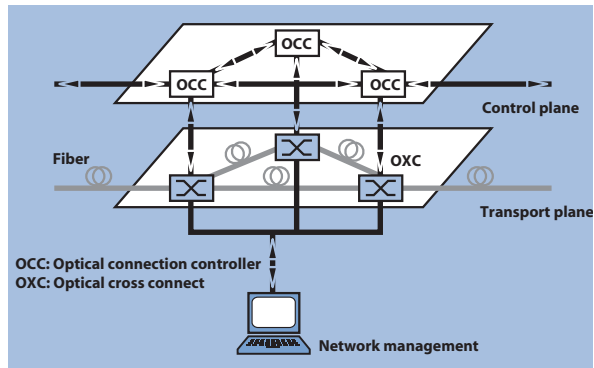 OCC
OCC
OCC
Control plane
Fiber
OXC
Transport plane
OCC: Optical connection controller
OXC: Optical cross connect
Network management